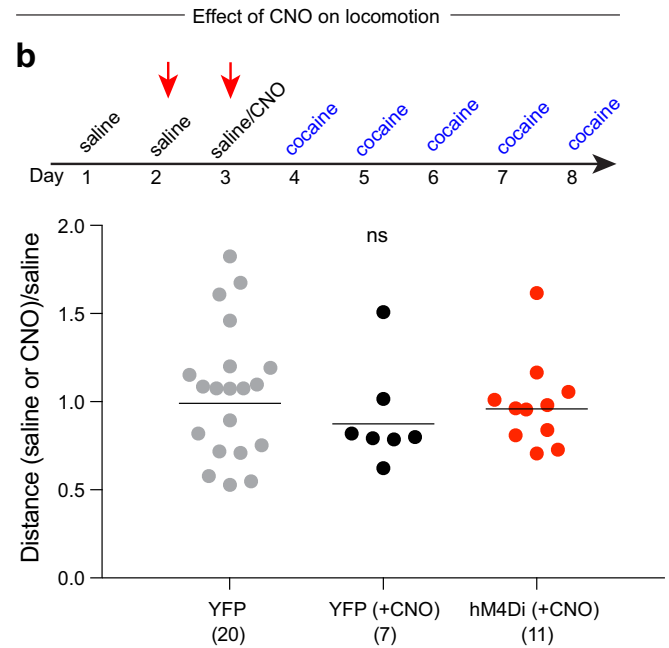 Effect of CNO on locomotion
b
saline saline saline/CNO cocaine cocaine cocaine cocaine cocaine
Day 1 2 3 4 5 6 7 8
Distance (saline or CNO)/saline
2.0
1.5
1.0
0.5
0.0
ns
YFP YFP (+CNO) hM4Di (+CNO)
(20) (7) (11)